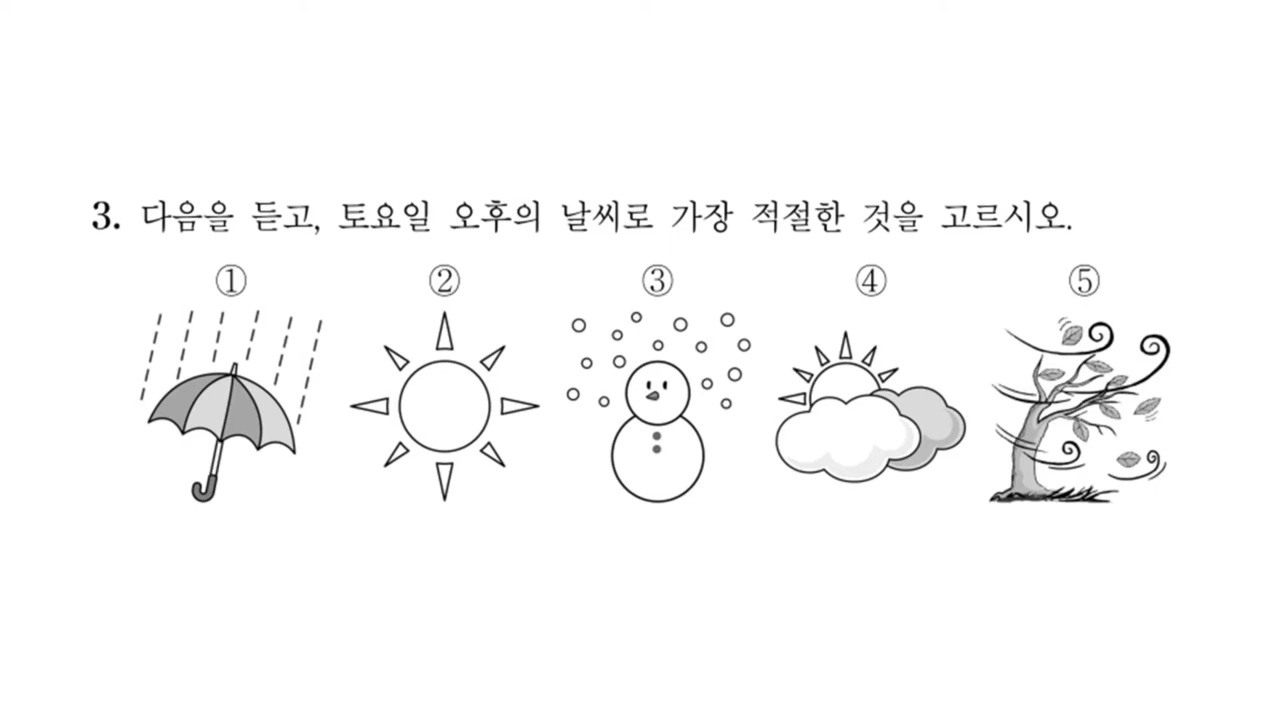 3. 다음을 듣고, 토요일 오후의 날씨로 가장 적절한 것을 고르시오.
① ② ③ ④ ⑤